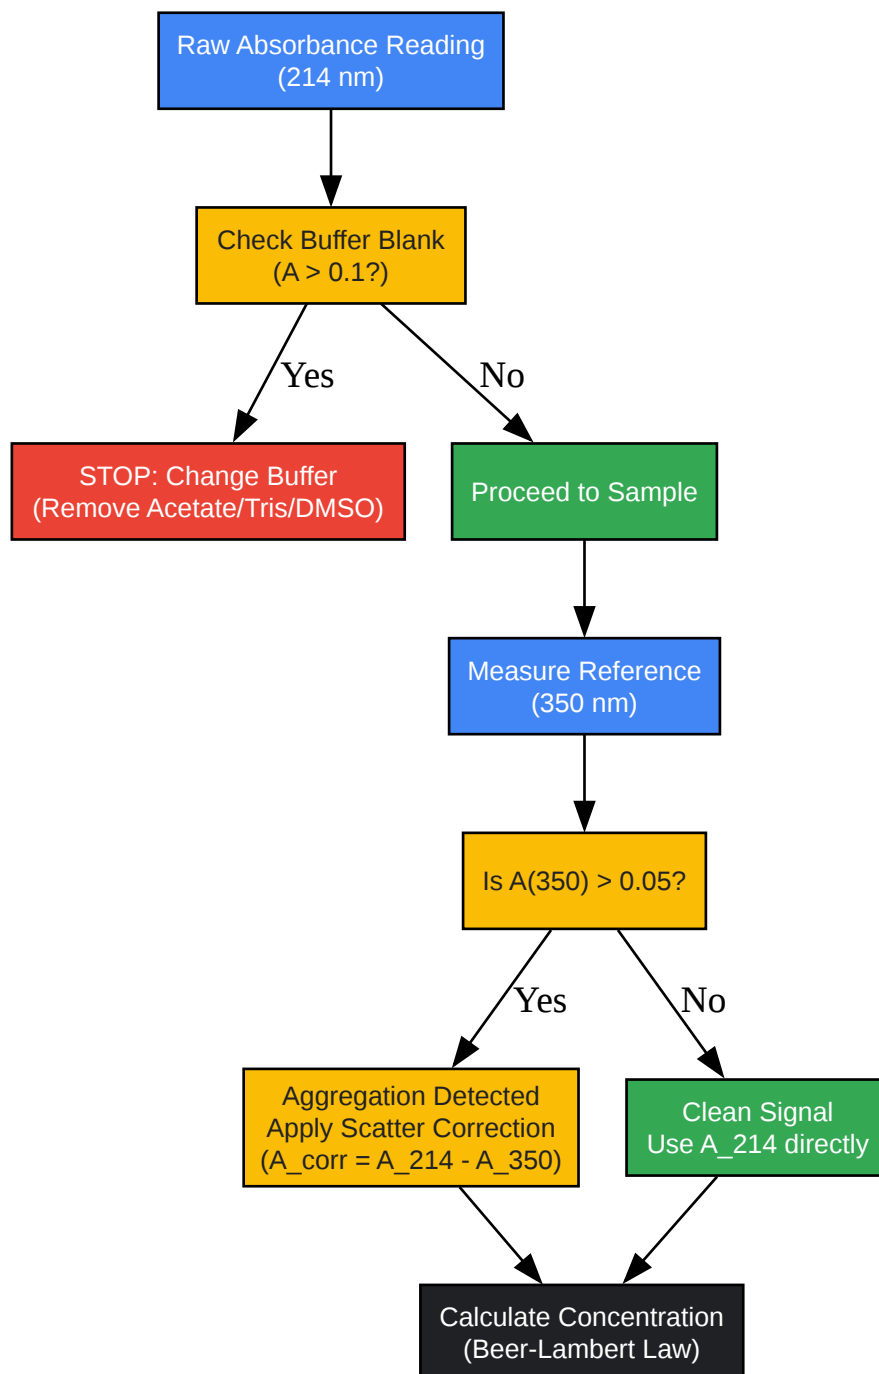 Raw Absorbance Reading
(214 nm)
Check Buffer Blank
(A > 0.1?)
Yes
No
STOP: Change Buffer
(Remove Acetate/Tris/DMSO)
Proceed to Sample
Measure Reference
(350 nm)
Is A(350) > 0.05?
Yes
No
Aggregation Detected
Apply Scatter Correction
(A_corr = A_214 - A_350)
Clean Signal
Use A_214 directly
Calculate Concentration
(Beer-Lambert Law)